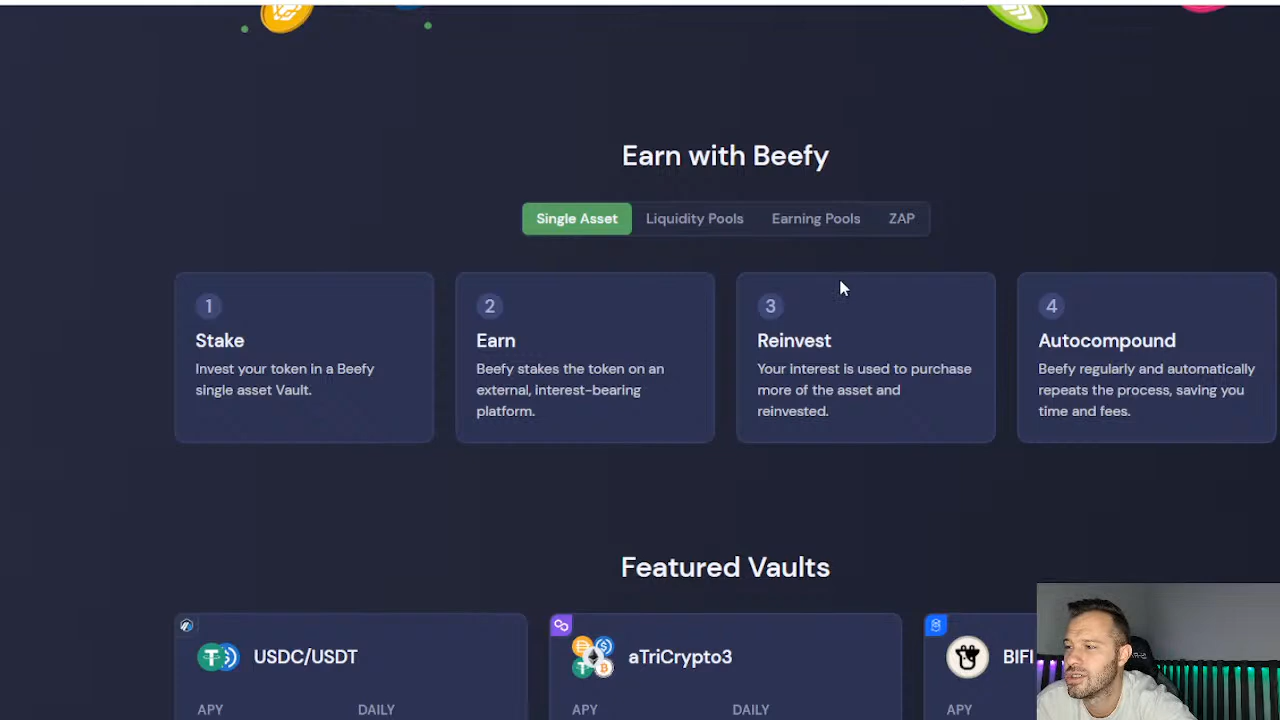 Earn with Beefy
Single Asset
Liquidity Pools
Earning Pools
ZAP
1
Stake
Invest your token in a Beefy
single asset Vault.
2
Earn
Beefy stakes the token on an
external, interest-bearing
platform.
3
Reinvest
Your interest is used to purchase
more of the asset and
reinvested.
4
Autocompound
Beefy regularly and automatically
repeats the process, saving you
time and fees.
Featured Vaults
USDC/USDT
APY
DAILY
aTriCrypto3
APY
DAILY
BIFI
APY